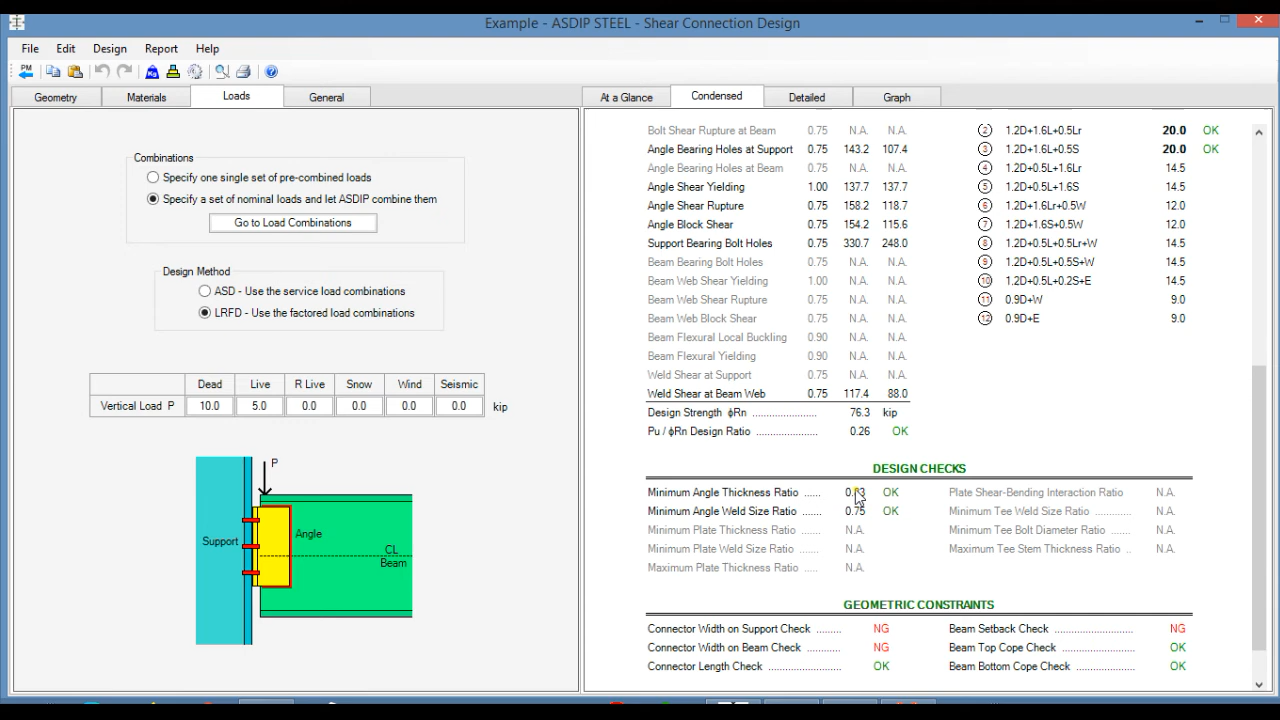 Example - ASDIP STEEL - Shear Connection Design
File Edit Design Report Help
PM
Geometry Materials Loads General
Combinations
Specify one single set of pre-combined loads
Specify a set of nominal loads and let ASDIP combine them
Go to Load Combinations
Design Method
ASD - Use the service load combinations
LRFD - Use the factored load combinations
Dead Live R Live Snow Wind Seismic
Vertical Load P 10.0 5.0 0.0 0.0 0.0 0.0 kip
P
Support
Angle
CL
Beam
At a Glance Condensed Detailed Graph
Bolt Shear Rupture at Beam 0.75 N.A. N.A.
Angle Bearing Holes at Support 0.75 143.2 107.4
Angle Bearing Holes at Beam 0.75 N.A. N.A.
Angle Shear Yielding 1.00 137.7 137.7
Angle Shear Rupture 0.75 158.2 118.7
Angle Block Shear 0.75 154.2 115.6
Support Bearing Bolt Holes 0.75 330.7 248.0
Beam Bearing Bolt Holes 0.75 N.A. N.A.
Beam Web Shear Yielding 1.00 N.A. N.A.
Beam Web Shear Rupture 0.75 N.A. N.A.
Beam Web Block Shear 0.75 N.A. N.A.
Beam Flexural Local Buckling 0.90 N.A. N.A.
Beam Flexural Yielding 0.90 N.A. N.A.
Weld Shear at Support 0.75 N.A. N.A.
Weld Shear at Beam Web 0.75 117.4 88.0
Design Strength ϕRn ...................... 76.3 kip
Pu / ϕRn Design Ratio ..................... 0.26 OK
2 1.2D+1.6L+0.5Lr 20.0 OK
3 1.2D+1.6L+0.5S 20.0 OK
4 1.2D+0.5L+1.6Lr 14.5
5 1.2D+0.5L+1.6S 14.5
6 1.2D+1.6Lr+0.5W 12.0
7 1.2D+1.6S+0.5W 12.0
8 1.2D+0.5L+0.5Lr+W 14.5
9 1.2D+0.5L+0.5S+W 14.5
10 1.2D+0.5L+0.2S+E 14.5
11 0.9D+W 9.0
12 0.9D+E 9.0
DESIGN CHECKS
Minimum Angle Thickness Ratio ...... OK
Minimum Angle Weld Size Ratio ....... 0.75 OK
Minimum Plate Thickness Ratio ....... N.A.
Minimum Plate Weld Size Ratio ....... N.A.
Maximum Plate Thickness Ratio ..... N.A.
Plate Shear-Bending Interaction Ratio N.A.
Minimum Tee Weld Size Ratio ............. N.A.
Minimum Tee Bolt Diameter Ratio ......... N.A.
Maximum Tee Stem Thickness Ratio .. N.A.
GEOMETRIC CONSTRAINTS
Connector Width on Support Check ......... NG
Connector Width on Beam Check ............. NG
Connector Length Check ............................ OK
Beam Setback Check ............................. NG
Beam Top Cope Check ........................ OK
Beam Bottom Cope Check .................. OK